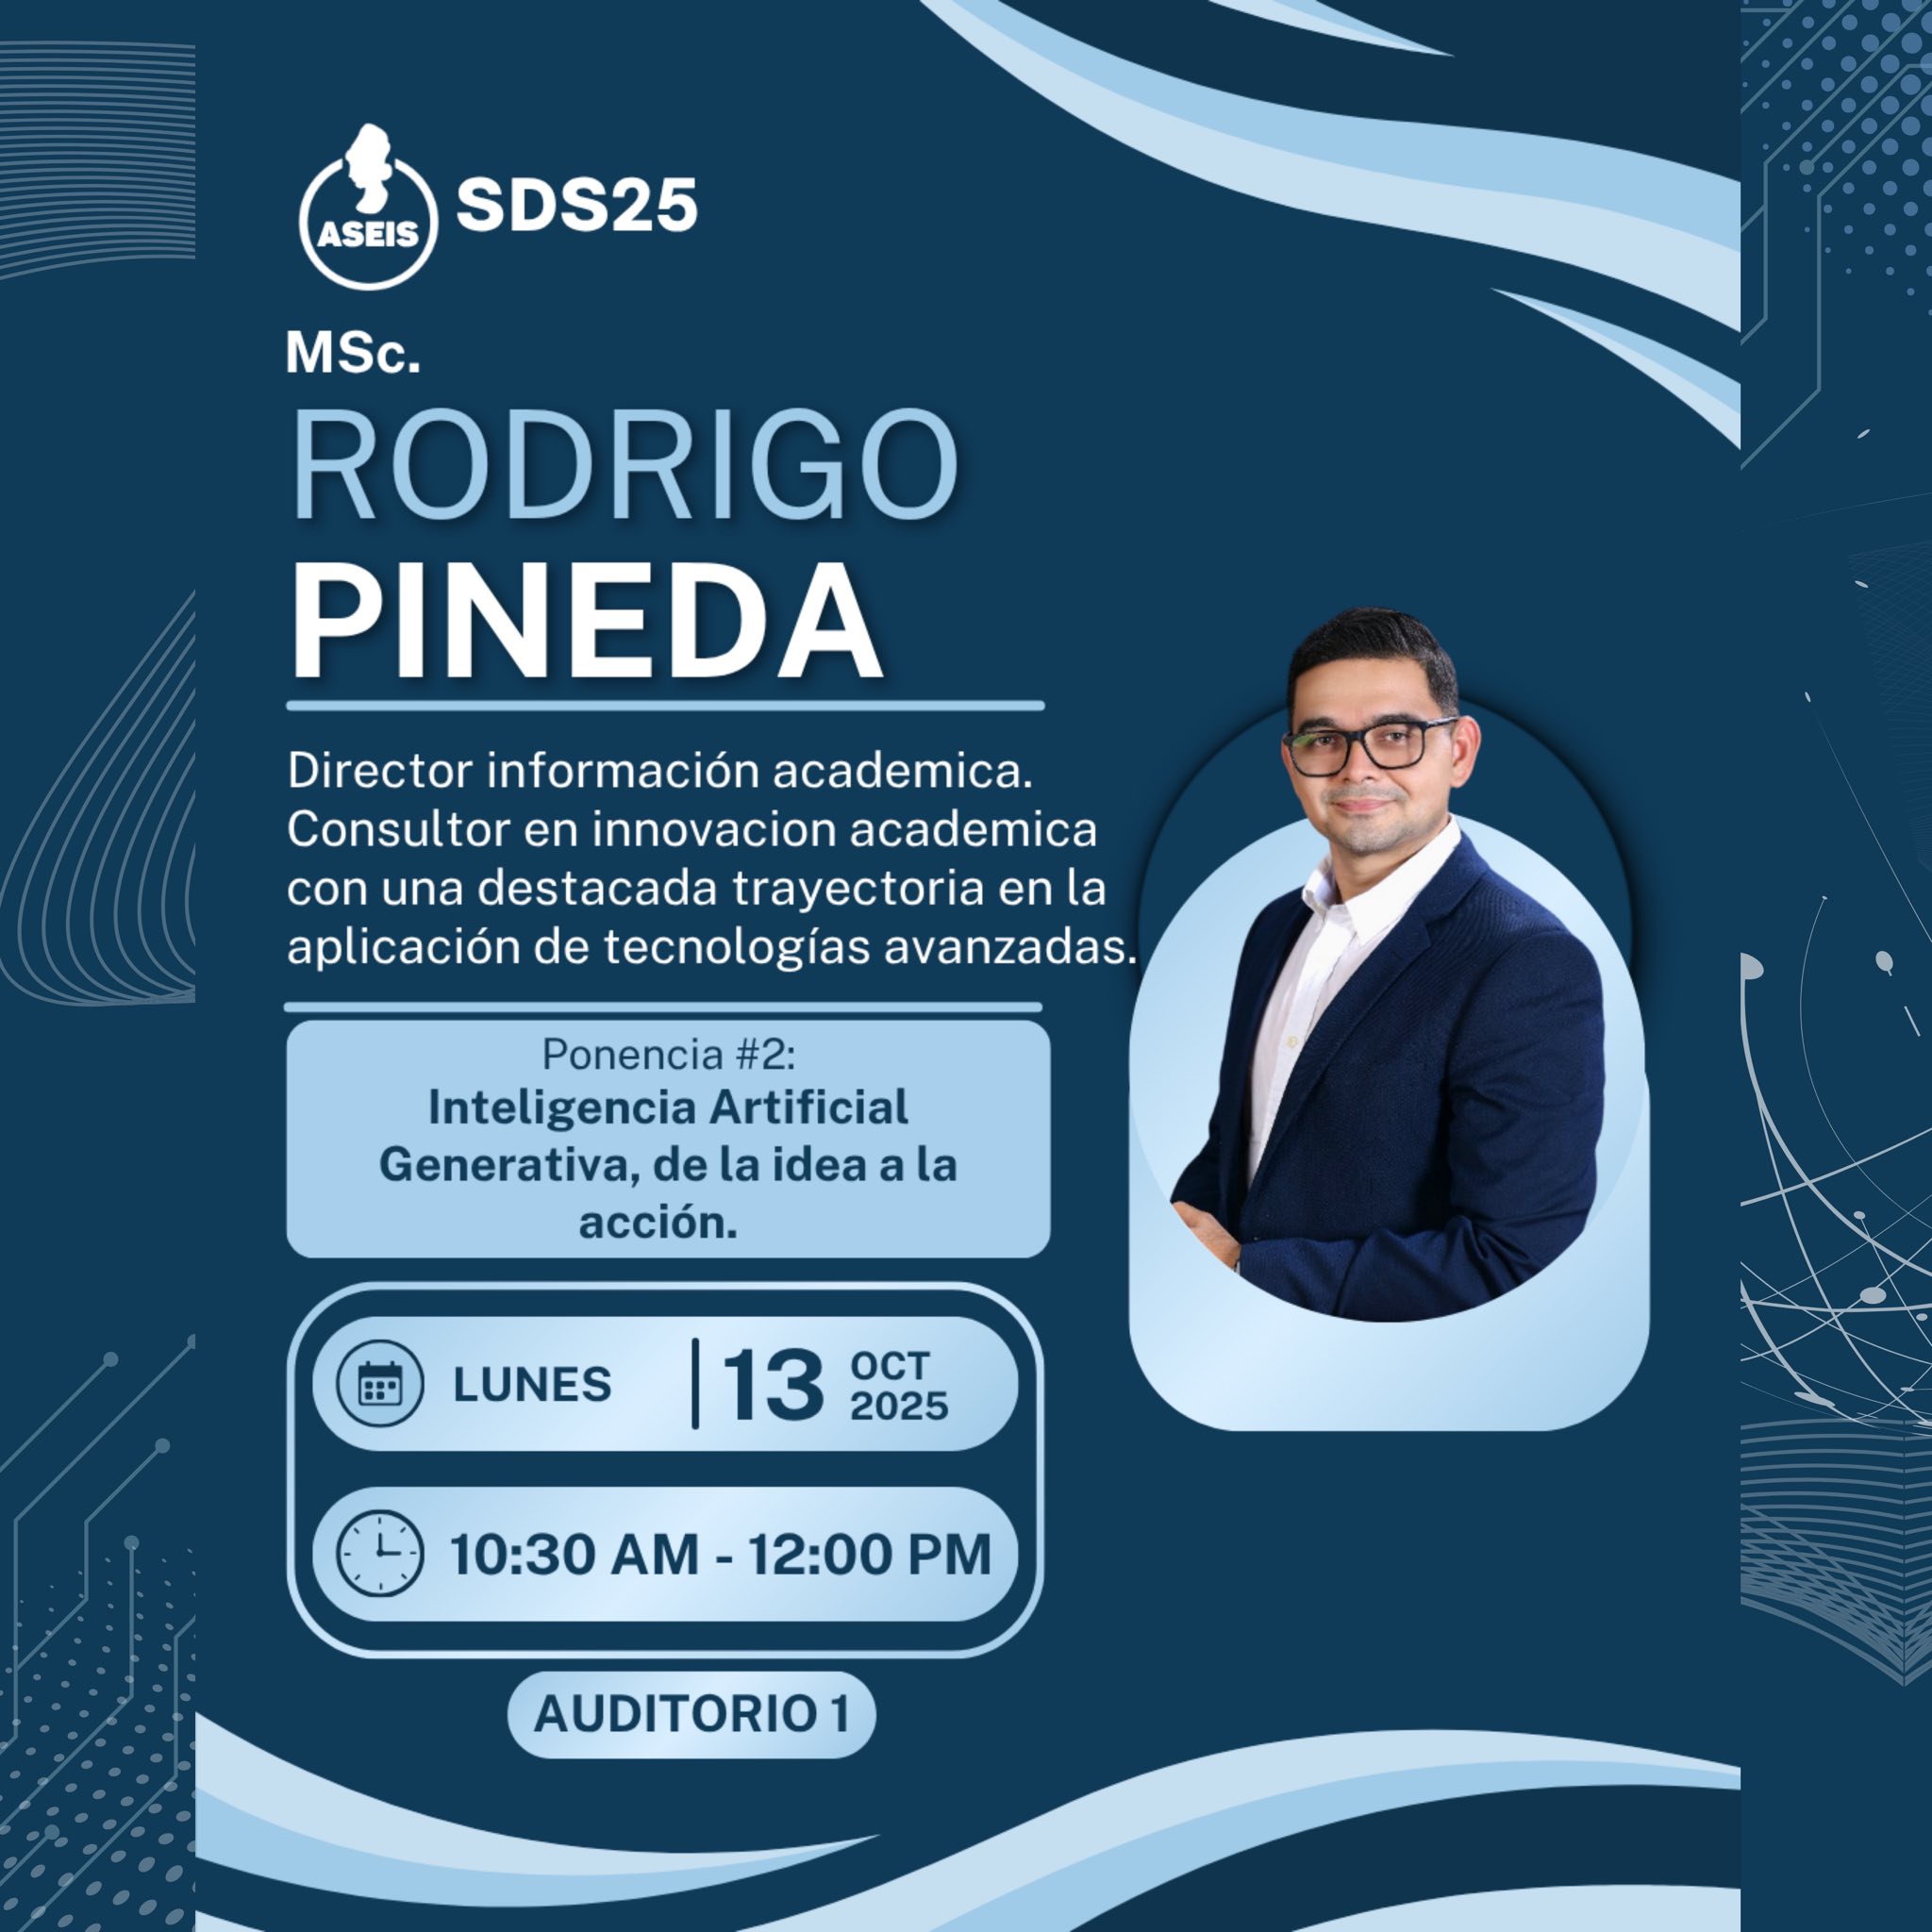 ASEIS
SDS25
MSc.
RODRIGO
PINEDA
Director información academica.
Consultor en innovacion academica
con una destacada trayectoria en la
aplicación de tecnologías avanzadas.
Ponencia #2:
Inteligencia Artificial
Generativa, de la idea a la
acción.
LUNES
13
OCT
2025
10:30 AM - 12:00 PM
AUDITORIO 1